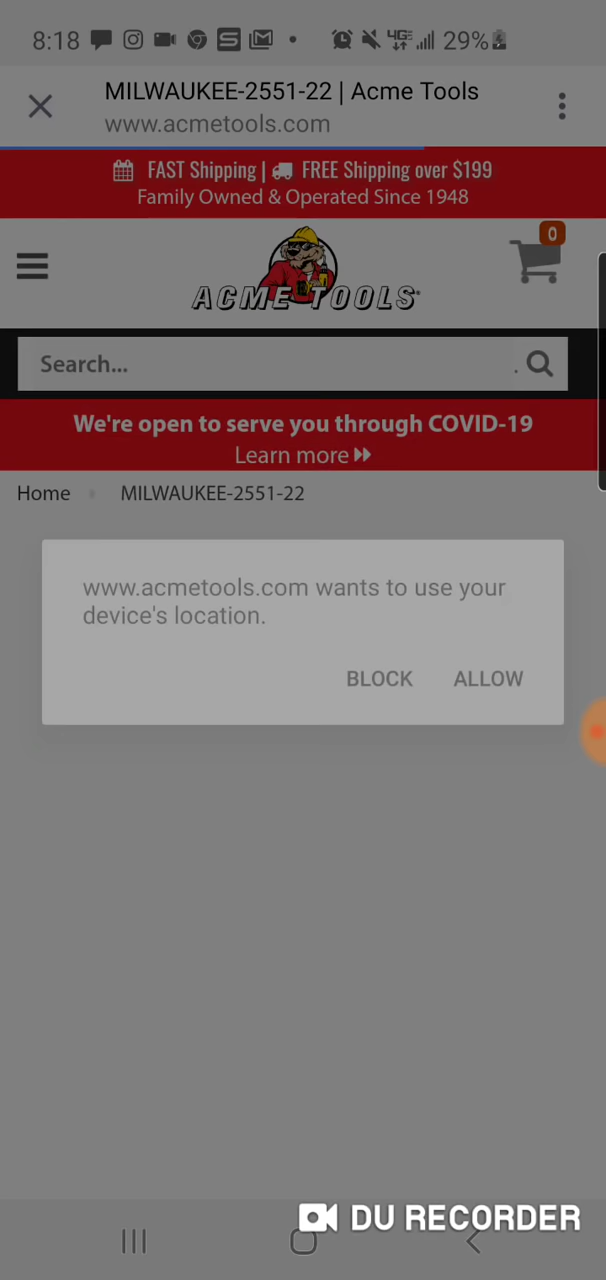 8:18 29%
MILWAUKEE-2551-22 | Acme Tools
www.acmetools.com
FAST Shipping | FREE Shipping over $199
Family Owned & Operated Since 1948
0
ACME TOOLS
Search...
We're open to serve you through COVID-19
Learn more
Home MILWAUKEE-2551-22
www.acmetools.com wants to use your
device's location.
BLOCK ALLOW
DU RECORDER